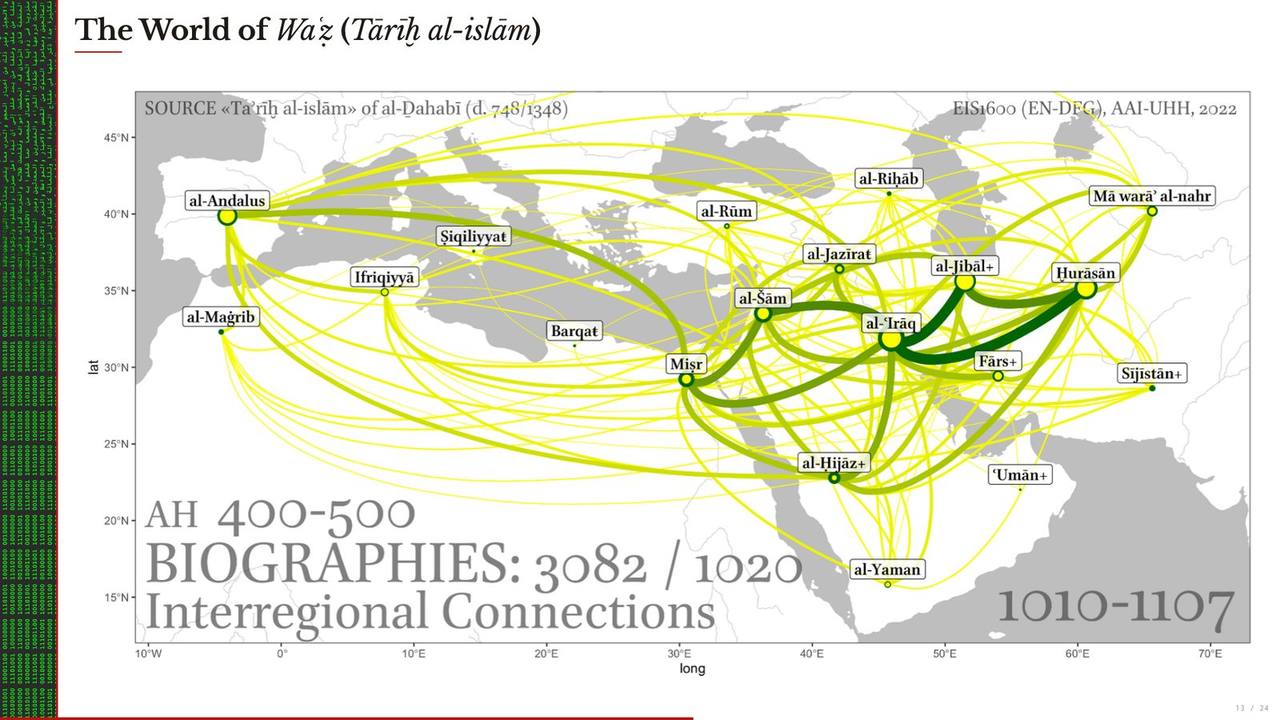 The World of Waʿẓ (Tārīḫ al-islām)
SOURCE «Taʾrīḫ al-islām» of al-Ḏahabī (d. 748/1348)
EIS1600 (EN-DFG), AAI-UHH, 2022
45°N
40°N
35°N
30°N
25°N
20°N
15°N
lat
al-Riḥāb
Mā warāʾ al-nahr
al-Andalus
al-Rūm
Ṣiqiliyyaŧ
al-Jazīraŧ
al-Jibāl+
Ḫurāsān
Ifriqiyyā
al-Šām
al-Maġrib
al-ʿIrāq
Barqaŧ
Miṣr
Fārs+
Sījistān+
al-Ḥijāz+
ʿUmān+
al-Yaman
AH 400-500
BIOGRAPHIES: 3082 / 1020
Interregional Connections
1010-1107
10°W
0°
10°E
20°E
30°E
40°E
50°E
60°E
70°E
long
13 / 24